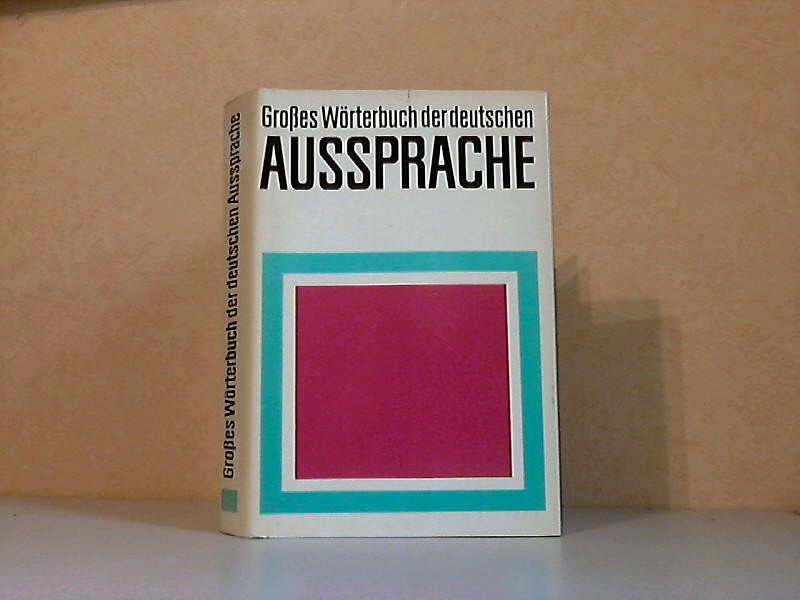 Großes Wörterbuch der deutschen
AUSSPRACHE
Großes Wörterbuch der deutschen Aussprache